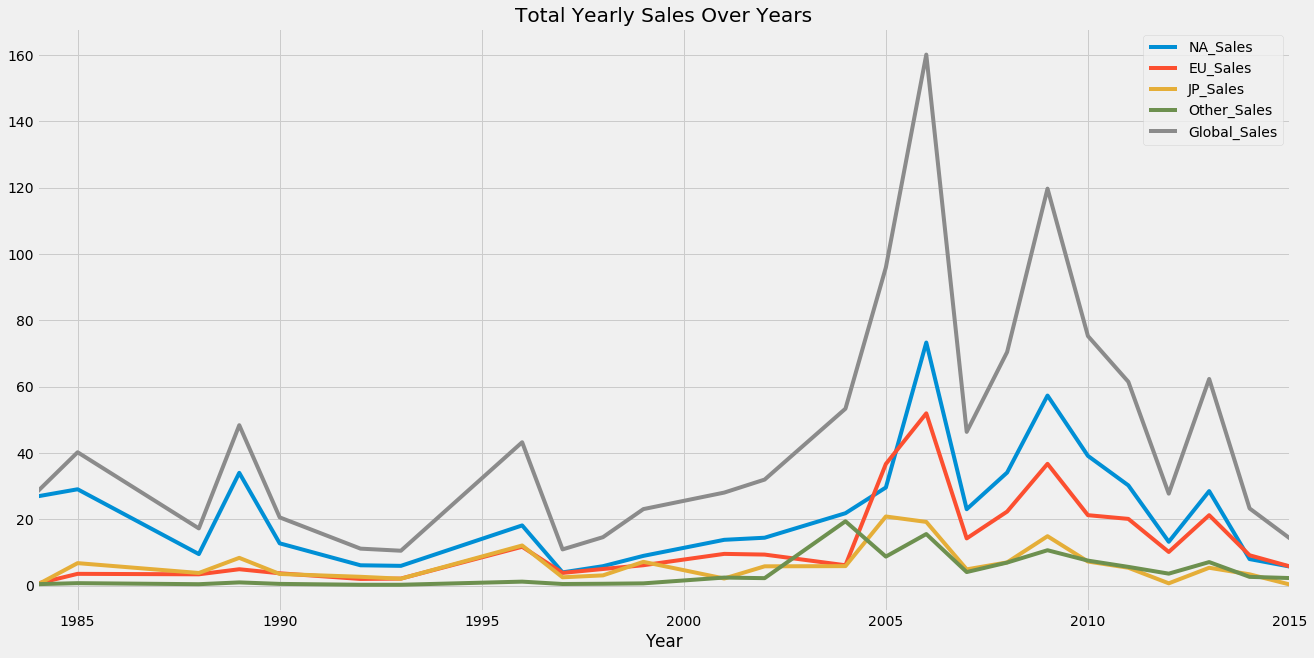 Total Yearly Sales Over Years
NA_Sales
EU_Sales
JP_Sales
Other_Sales
Global_Sales
160
140
120
100
80
60
40
20
0
1985 1990 1995 2000 2005 2010 2015
Year